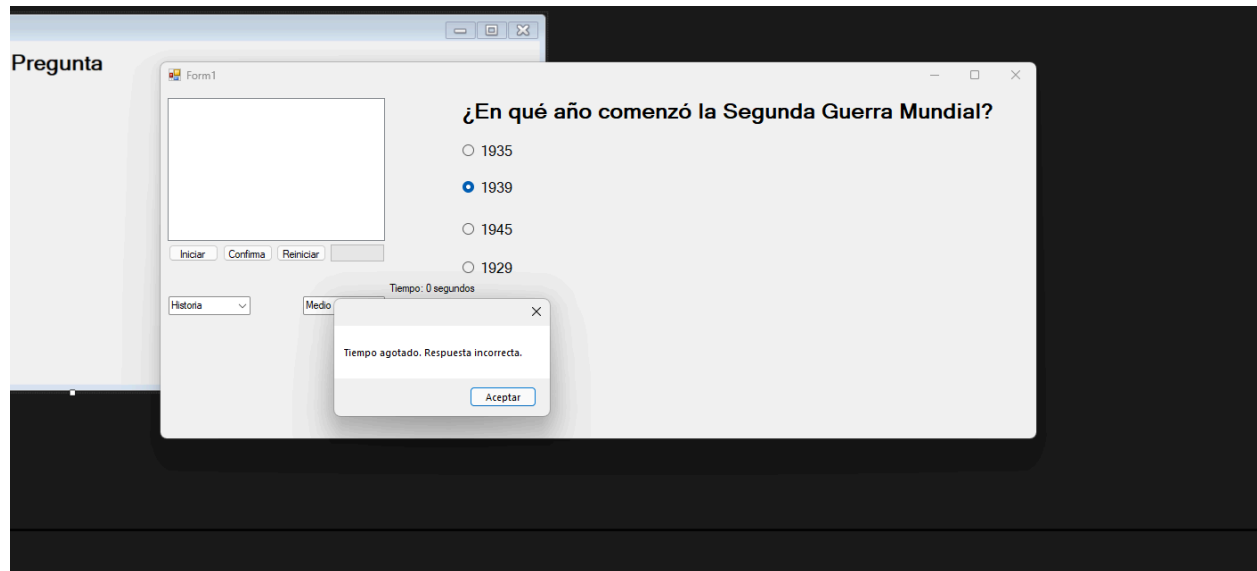 Pregunta
Form1
¿En qué año comenzó la Segunda Guerra Mundial?
1935
1939
1945
1929
Iniciar Confirma Reiniciar
Tiempo: 0 segundos
Historia Medio
Tiempo agotado. Respuesta incorrecta.
Aceptar